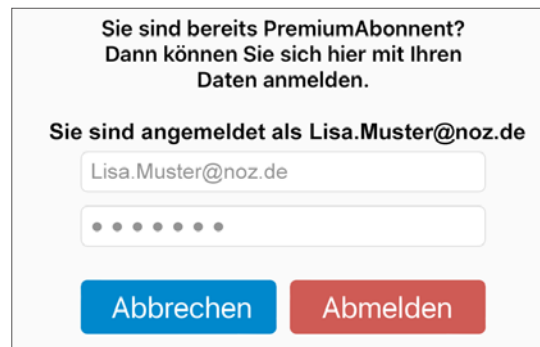 Sie sind bereits PremiumAbonnent?
Dann können Sie sich hier mit Ihren
Daten anmelden.
Sie sind angemeldet als Lisa.Muster@noz.de
Lisa.Muster@noz.de
•••••••
Abbrechen
Abmelden